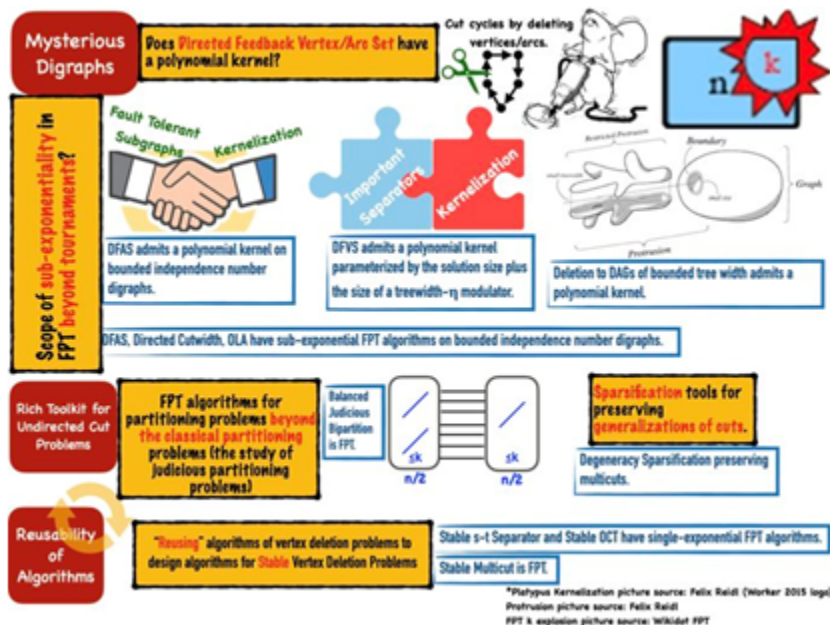 Mysterious
Digraphs
Does Directed Feedback Vertex/Arc Set have
a polynomial kernel?
Cut cycles by deleting
vertices/arcs.
n
k
Scope of sub-exponentiality in
FPT beyond tournaments?
Fault Tolerant
Subgraphs
Kernelization
Important
Separators
Kernelization
Restricted Protrusion
Boundary
Graph
Protrusion
DFAS admits a polynomial kernel on
bounded independence number
digraphs.
DFVS admits a polynomial kernel
parameterized by the solution size plus
the size of a treewidth-η modulator.
Deletion to DAGs of bounded tree width admits a
polynomial kernel.
DFAS, Directed Cutwidth, OLA have sub-exponential FPT algorithms on bounded independence number digraphs.
Rich Toolkit for
Undirected Cut
Problems
FPT algorithms for
partitioning problems beyond
the classical partitioning
problems (the study of
judicious partitioning
problems)
Balanced
Judicious
Bipartition
is FPT.
≤k
≤k
n/2
n/2
Sparsification tools for
preserving
generalizations of cuts.
Degeneracy Sparsification preserving
multicuts.
Reusability
of
Algorithms
"Reusing" algorithms of vertex deletion problems to
design algorithms for Stable Vertex Deletion Problems
Stable s-t Separator and Stable OCT have single-exponential FPT algorithms.
Stable Multicut is FPT.
*Platypus Kernelization picture source: Felix Reidl (Worker 2015 logo)
Protrusion picture source: Felix Reidl
FPT k explosion picture source: Wikidot FPT